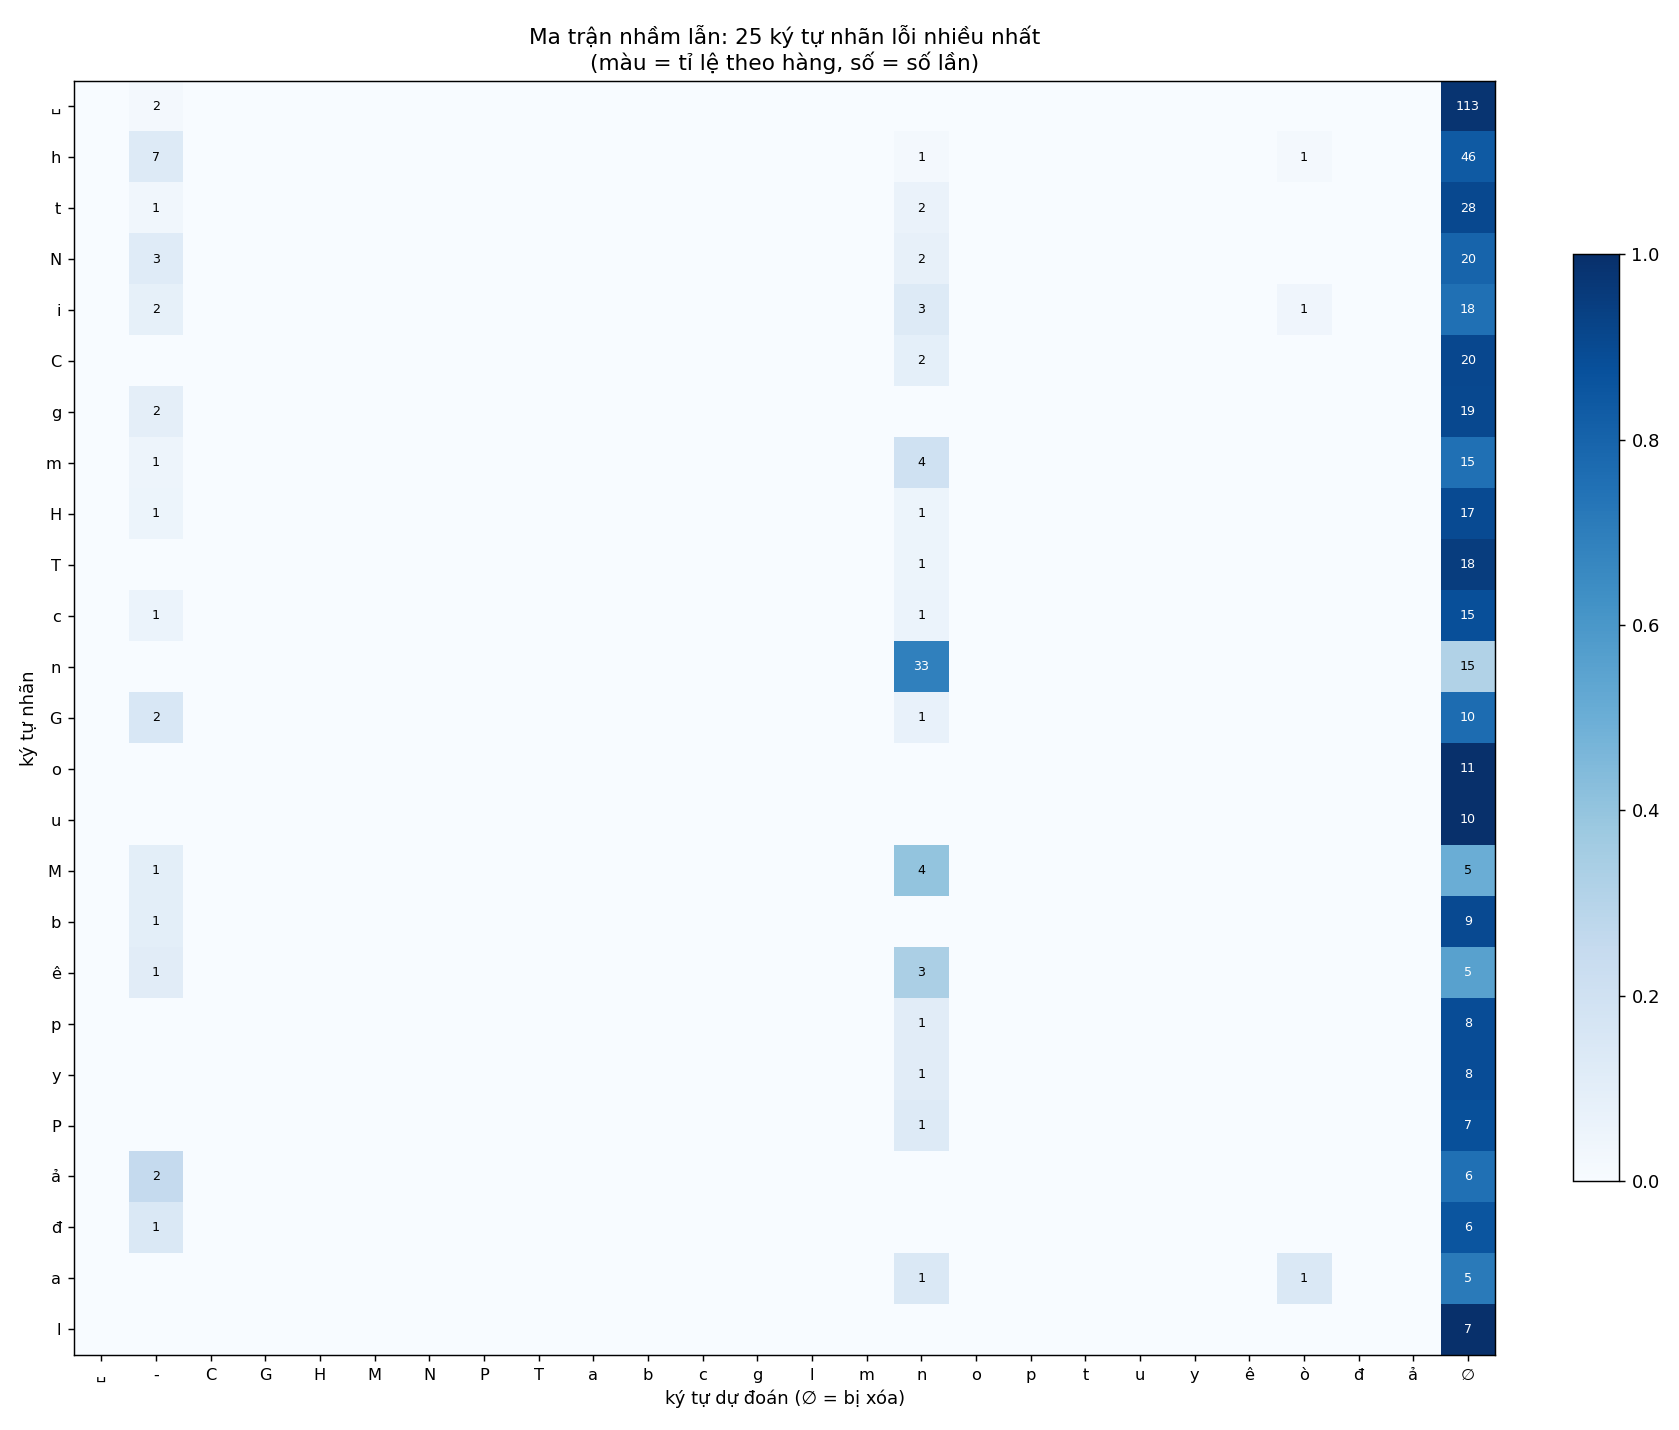 Ma trận nhầm lẫn: 25 ký tự nhãn lỗi nhiều nhất
(màu = tỉ lệ theo hàng, số = số lần)
ký tự nhãn
␣ 2 113
h 7 1 1 46
t 1 2 28
N 3 2 20
i 2 3 1 18
C 2 20
g 2 19
m 1 4 15
H 1 1 17
T 1 18
c 1 1 15
n 33 15
G 2 1 10
o 11
u 10
M 1 4 5
b 1 9
ê 1 3 5
p 1 8
y 1 8
P 1 7
ả 2 6
đ 1 6
a 1 1 5
l 7
␣ - C G H M N P T a b c g l m n o p t u y ê ò đ ả ∅
ký tự dự đoán (∅ = bị xóa)
1.0
0.8
0.6
0.4
0.2
0.0